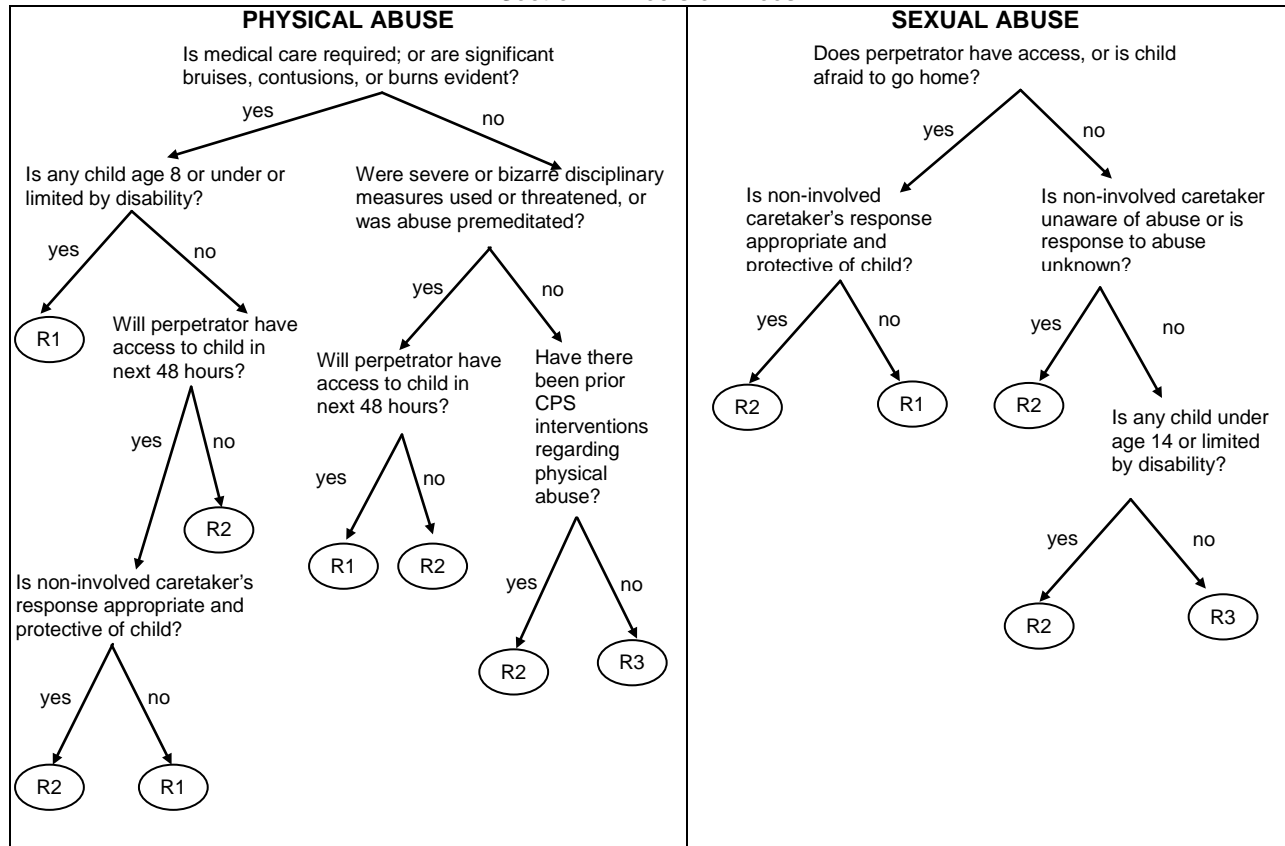 PHYSICAL ABUSE
Is medical care required; or are significant
bruises, contusions, or burns evident?
yes
no
Is any child age 8 or under or
limited by disability?
Were severe or bizarre disciplinary
measures used or threatened, or
was abuse premeditated?
yes
no
yes
no
R1
Will perpetrator have
access to child in
next 48 hours?
Will perpetrator have
access to child in
next 48 hours?
Have there
been prior
CPS
interventions
regarding
physical
abuse?
yes
no
yes
no
R2
R1
R2
Is non-involved caretaker's
response appropriate and
protective of child?
yes
no
R2
R3
yes
no
R2
R1
SEXUAL ABUSE
Does perpetrator have access, or is child
afraid to go home?
yes
no
Is non-involved
caretaker's response
appropriate and
protective of child?
Is non-involved caretaker
unaware of abuse or is
response to abuse
unknown?
yes
no
yes
no
R2
R1
R2
Is any child under
age 14 or limited
by disability?
yes
no
R2
R3